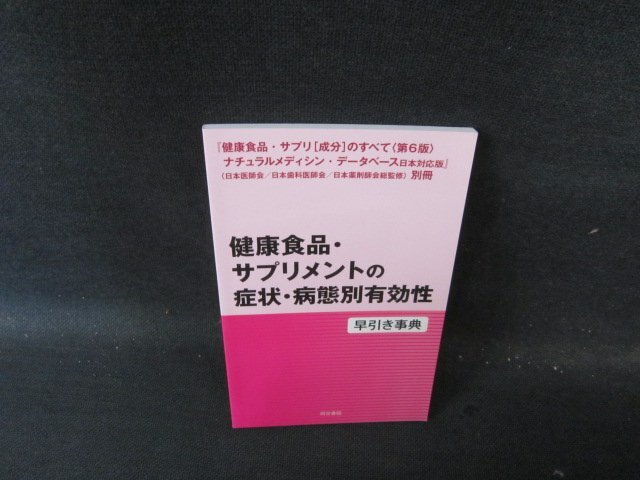 『健康食品・サプリ[成分]のすべて〈第6版〉
ナチュラルメディシン・データベース日本対応版』
(日本医師会/日本歯科医師会/日本薬剤師会総監修) 別冊
健康食品・
サプリメントの
症状・病態別有効性
早引き事典